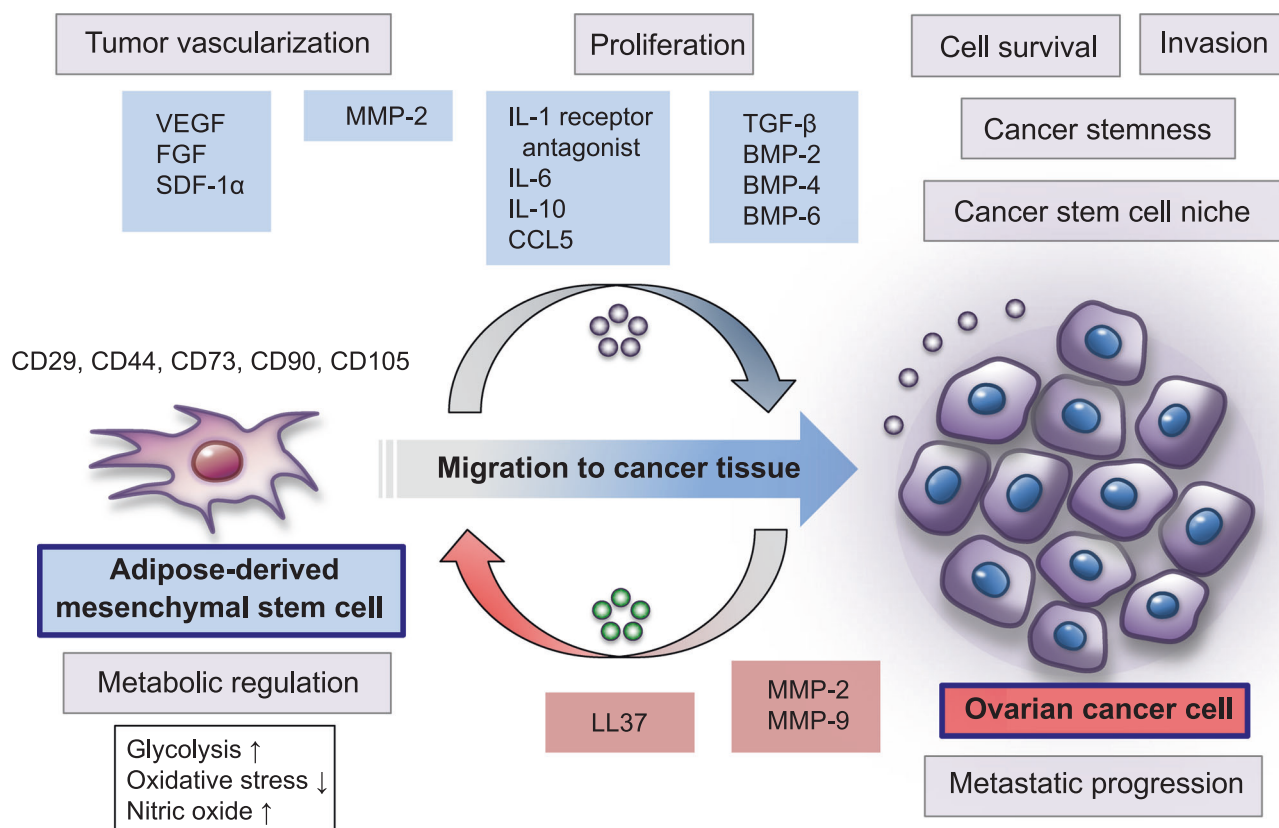 Tumor vascularization
Proliferation
Cell survival
Invasion
VEGF
FGF
SDF-1α
MMP-2
IL-1 receptor
antagonist
IL-6
IL-10
CCL5
TGF-β
BMP-2
BMP-4
BMP-6
Cancer stemness
Cancer stem cell niche
CD29, CD44, CD73, CD90, CD105
Migration to cancer tissue
Adipose-derived
mesenchymal stem cell
Metabolic regulation
Glycolysis ↑
Oxidative stress ↓
Nitric oxide ↑
LL37
MMP-2
MMP-9
Ovarian cancer cell
Metastatic progression